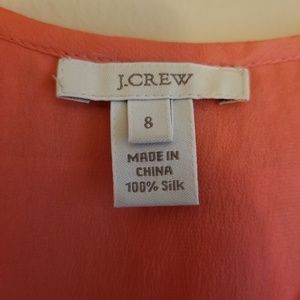 J.CREW
8
MADE IN
CHINA
100% Silk